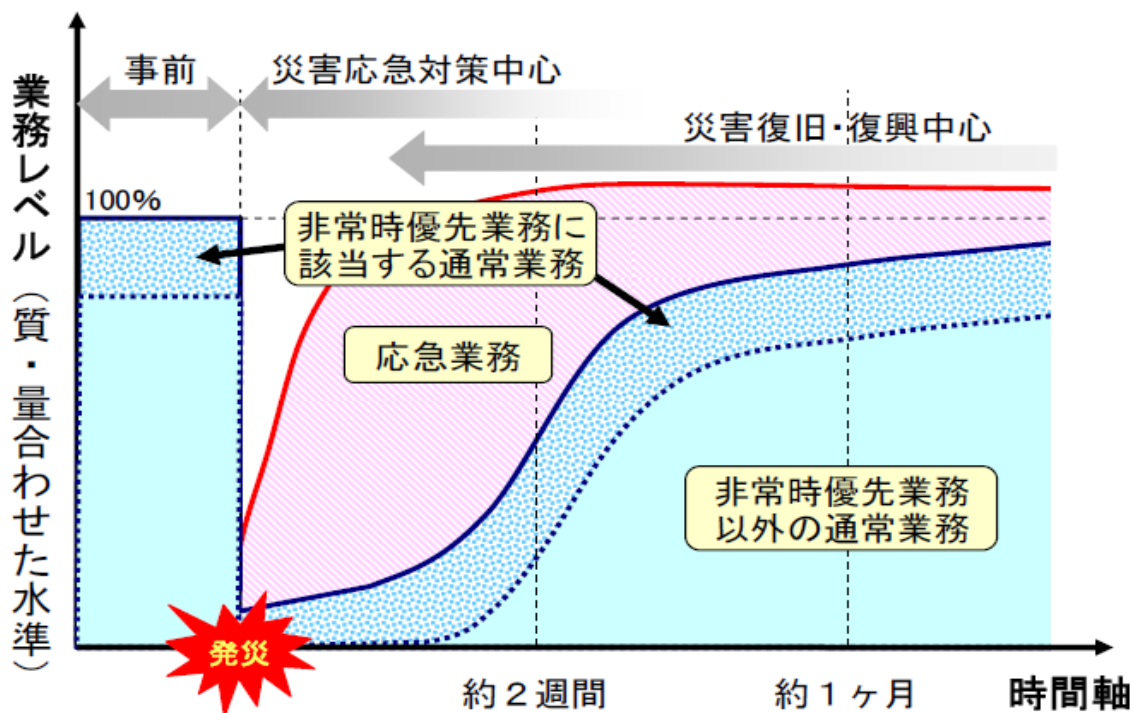 事前
災害応急対策中心
災害復旧・復興中心
業務レベル（質・量合わせた水準）
100%
非常時優先業務に
該当する通常業務
応急業務
非常時優先業務
以外の通常業務
発災
約２週間
約１ヶ月
時間軸